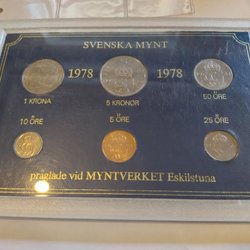 SVENSKA MYNT
1978 1978
1 KRONA 5 KRONOR 50 ÖRE
10 ÖRE 5 ÖRE 25 ÖRE
präglade vid MYNTVERKET Eskilstuna